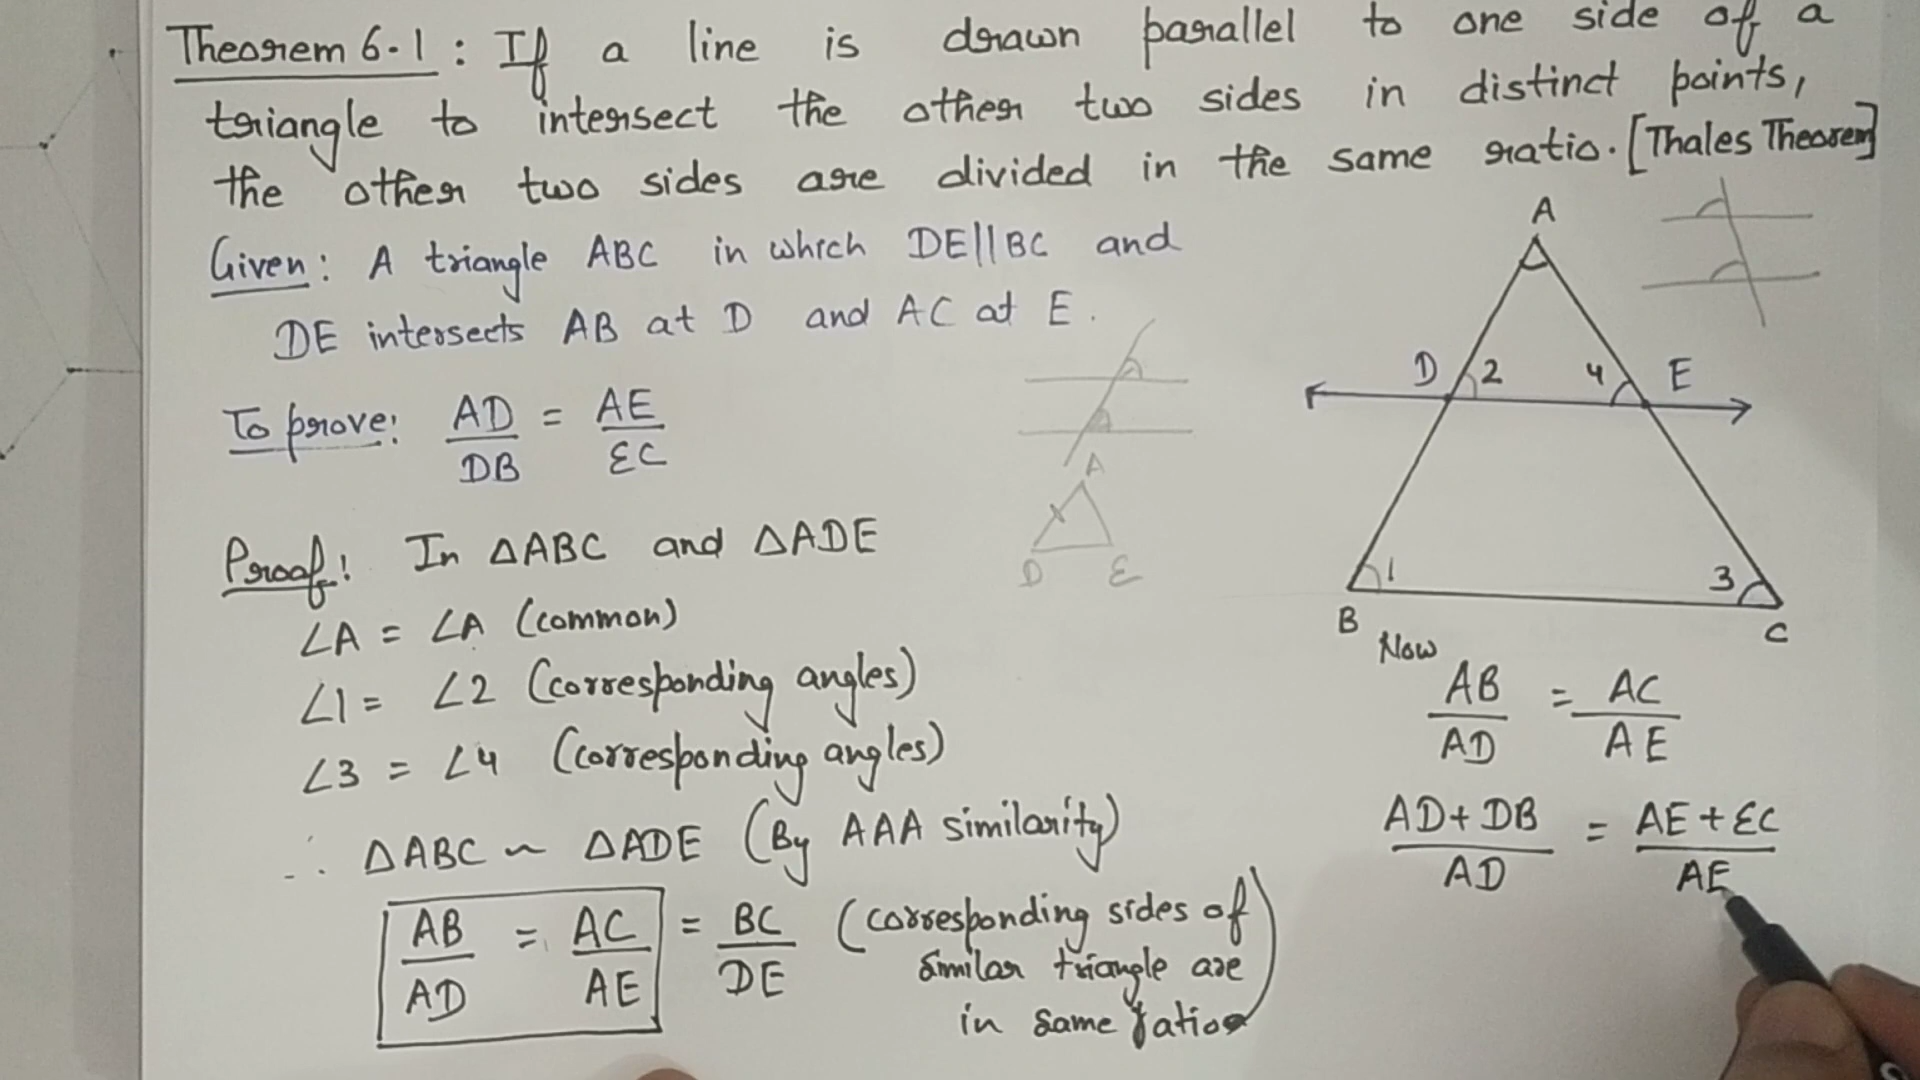 Theorem 6.1 : If a line is drawn parallel to one side of a
triangle to intersect the other two sides in distinct points,
the other two sides are divided in the same ratio. [Thales Theorem]
Given: A triangle ABC in which DE||BC and
DE intersects AB at D and AC at E.
To prove: AD/DB = AE/EC
Proof: In △ABC and △ADE
∠A = ∠A (common)
∠1 = ∠2 (corresponding angles)
∠3 = ∠4 (corresponding angles)
∴ △ABC ~ △ADE (By AAA similarity)
AB/AD = AC/AE = BC/DE (corresponding sides of
similar triangle are
in same ratio)
A
D E
A
D 2 4 E
1 3
B C
Now
AB/AD = AC/AE
AD+DB/AD = AE+EC/AE